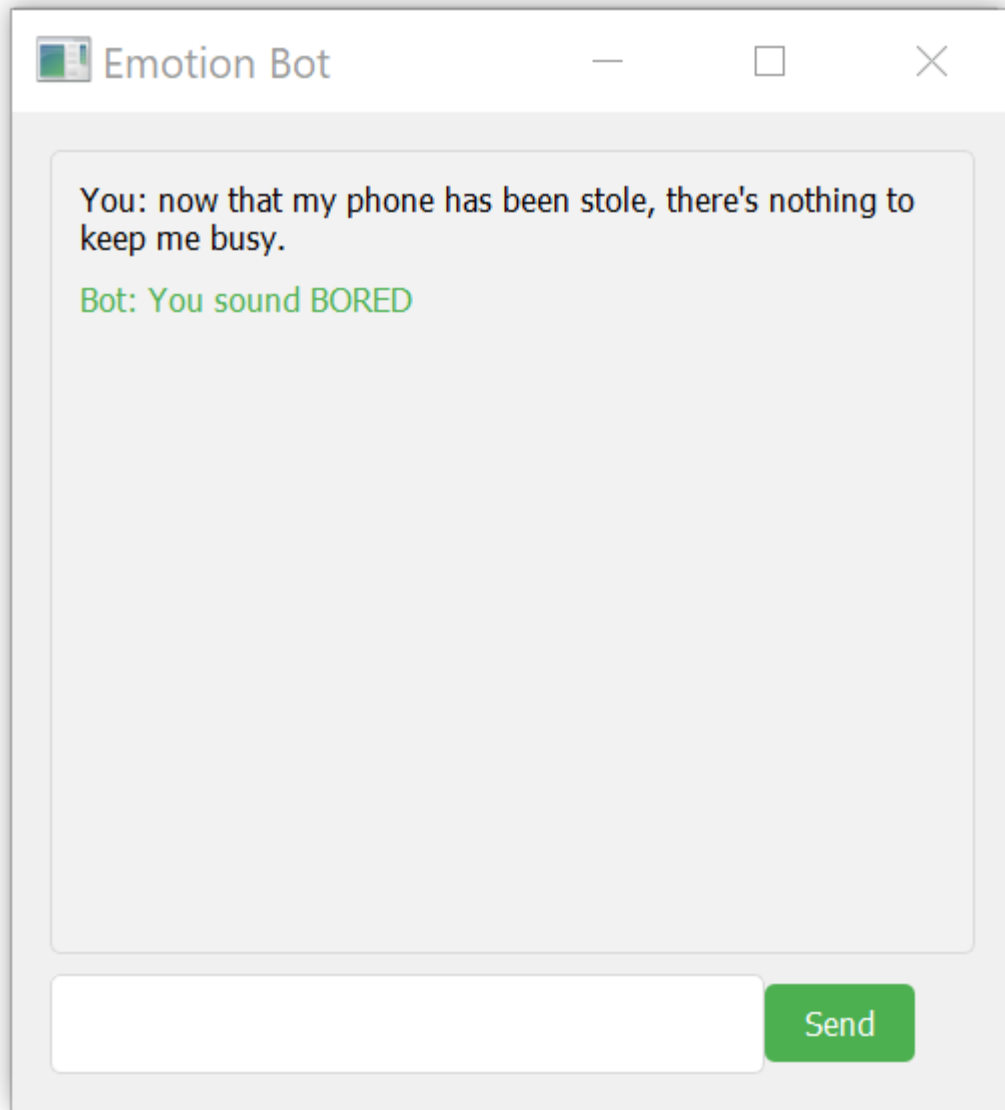 Emotion Bot
You: now that my phone has been stole, there's nothing to
keep me busy.
Bot: You sound BORED
Send